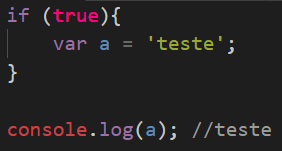 if (true){
    var a = 'teste';
}
console.log(a); //teste